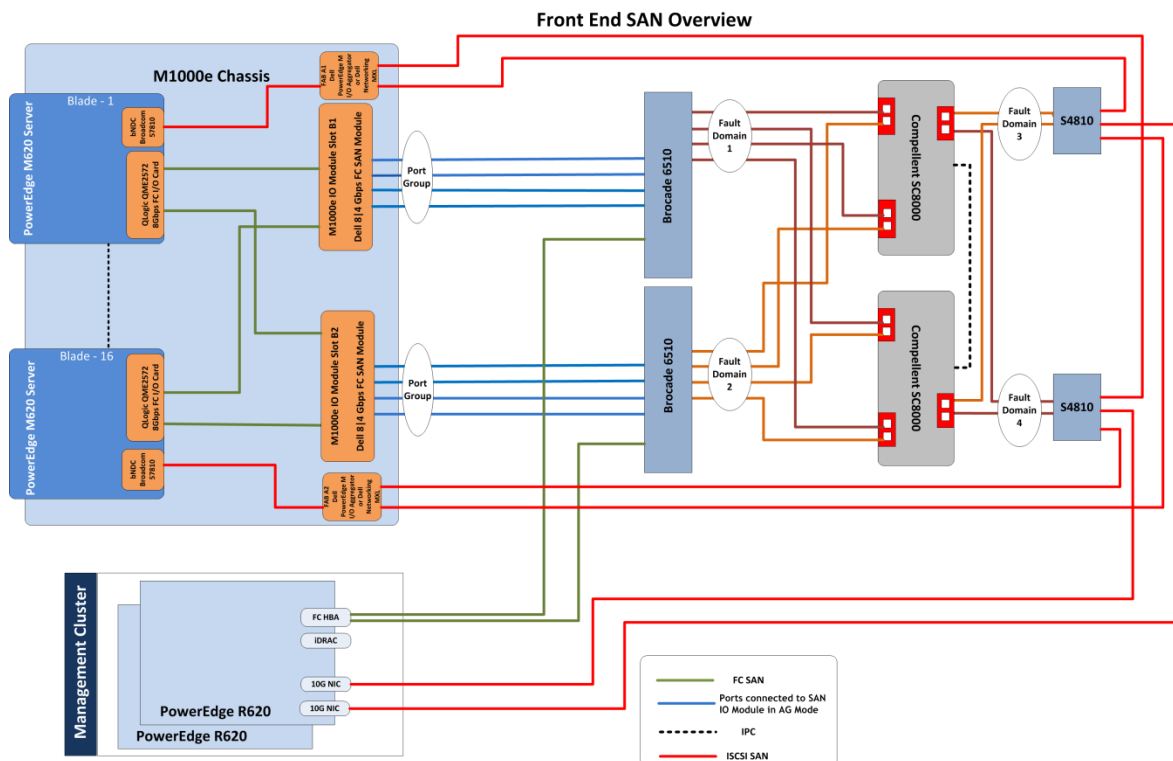 Front End SAN Overview
M1000e Chassis
FAB A1
Dell
PowerEdge M
I/O Aggregator
or Dell
Networking
MXL
Blade - 1
PowerEdge M620 Server
bNDC
Broadcom
57810
QLogic QME2572
8Gbps FC I/O Card
M1000e IO Module Slot B1
Dell 8|4 Gbps FC SAN Module
Port
Group
Brocade 6510
Fault
Domain
1
Compellent SC8000
Fault
Domain
3
S4810
Blade - 16
PowerEdge M620 Server
QLogic QME2572
8Gbps FC I/O Card
bNDC
Broadcom
57810
M1000e IO Module Slot B2
Dell 8|4 Gbps FC SAN Module
Port
Group
Brocade 6510
Fault
Domain
2
Compellent SC8000
Fault
Domain
4
S4810
FAB A2
Dell
PowerEdge M
I/O Aggregator
or Dell
Networking
MXL
Management Cluster
FC HBA
iDRAC
10G NIC
10G NIC
PowerEdge R620
PowerEdge R620
FC SAN
Ports connected to SAN
IO Module in AG Mode
IPC
ISCSI SAN